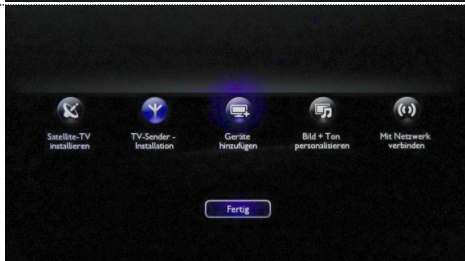 Satellite-TV installieren
TV-Sender - Installation
Geräte hinzufügen
Bild + Ton personalisieren
Mit Netzwerk verbinden
Fertig